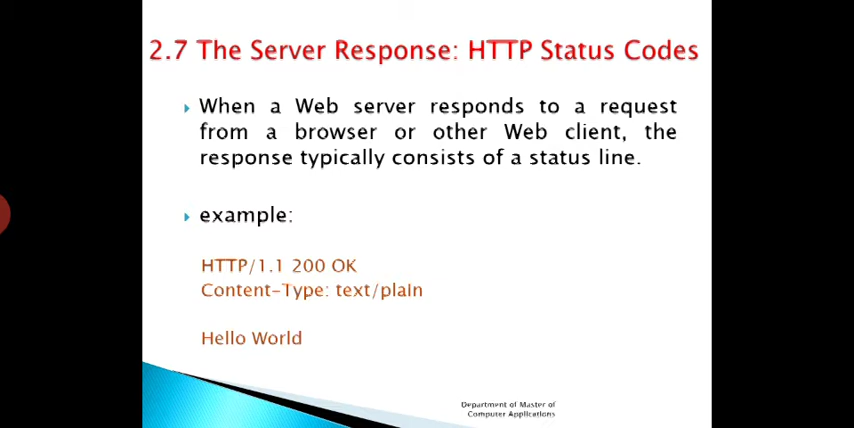 2.7 The Server Response: HTTP Status Codes
When a Web server responds to a request
from a browser or other Web client, the
response typically consists of a status line.
example:
HTTP/1.1 200 OK
Content-Type: text/plain
Hello World
Department of Master of
Computer Applications